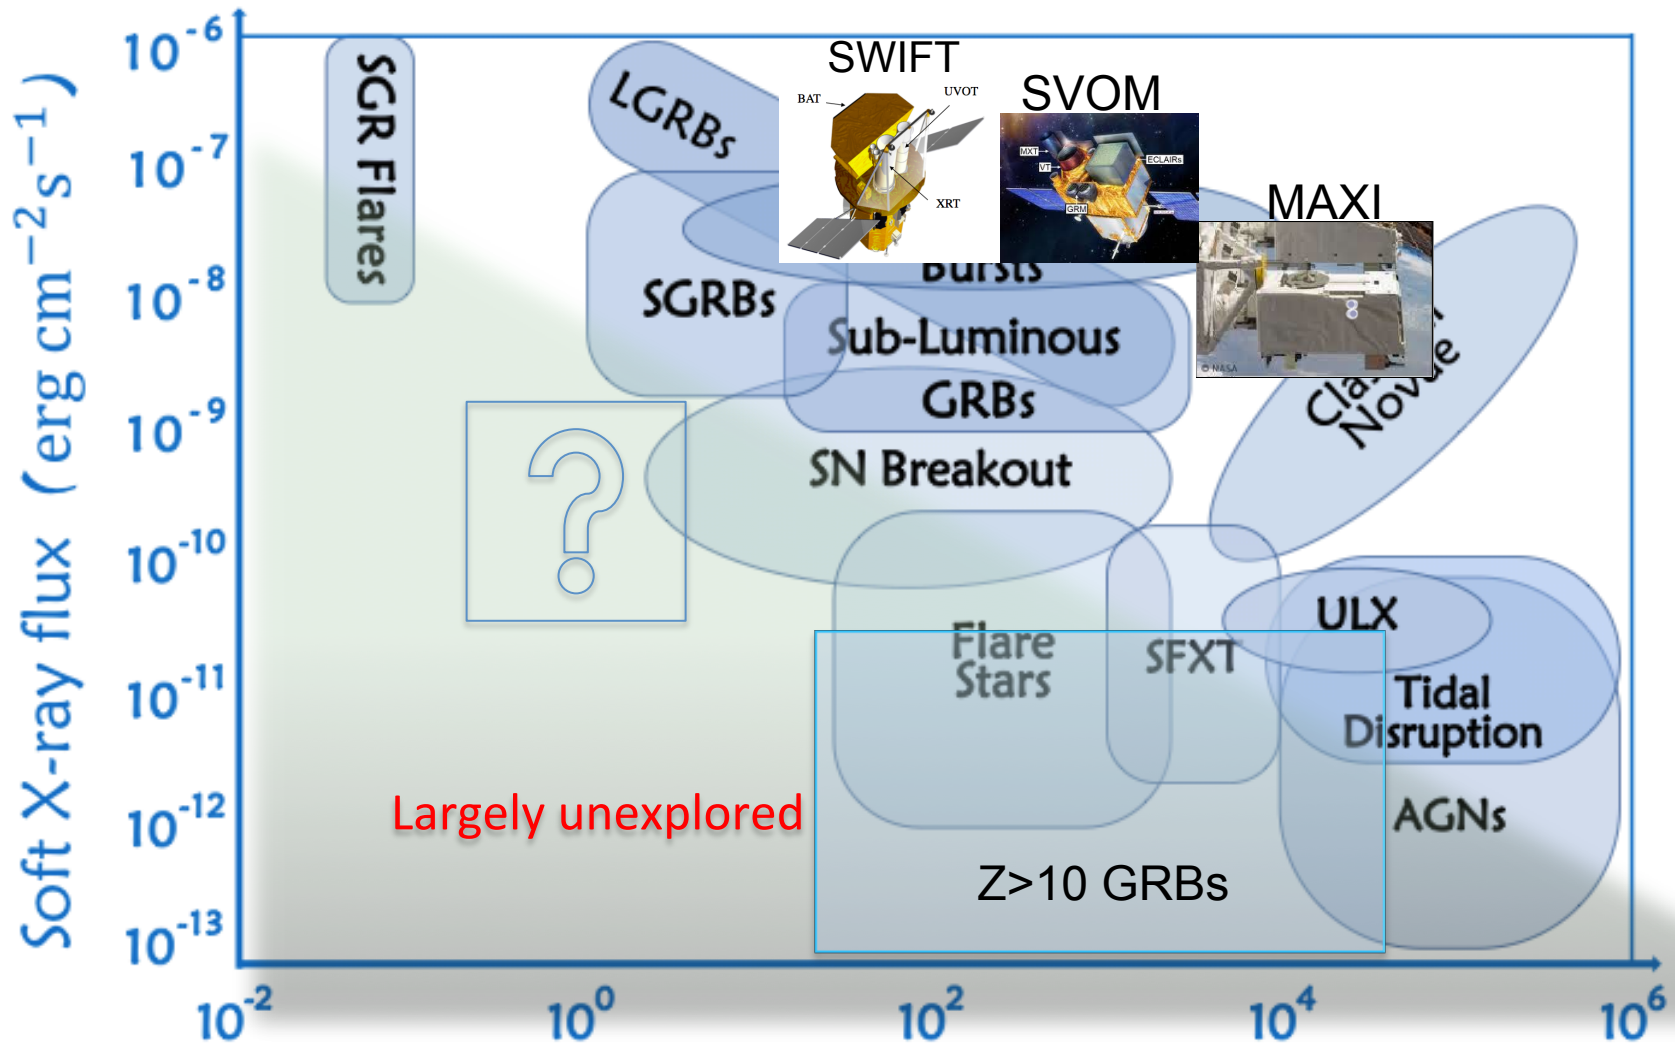 Soft X-ray flux (erg cm⁻² s⁻¹)
10⁻⁶
10⁻⁷
10⁻⁸
10⁻⁹
10⁻¹⁰
10⁻¹¹
10⁻¹²
10⁻¹³
10⁻²
10⁰
10²
10⁴
10⁶
SGR Flares
LGRBs
SWIFT
BAT
UVOT
XRT
SVOM
MXT
VT
ECLAIRs
GRM
MAXI
© NASA
SGRBs
Bursts
Sub-Luminous
GRBs
SN Breakout
?
Novae
Flare
Stars
SFXT
ULX
Tidal
Disruption
AGNs
Largely unexplored
Z>10 GRBs